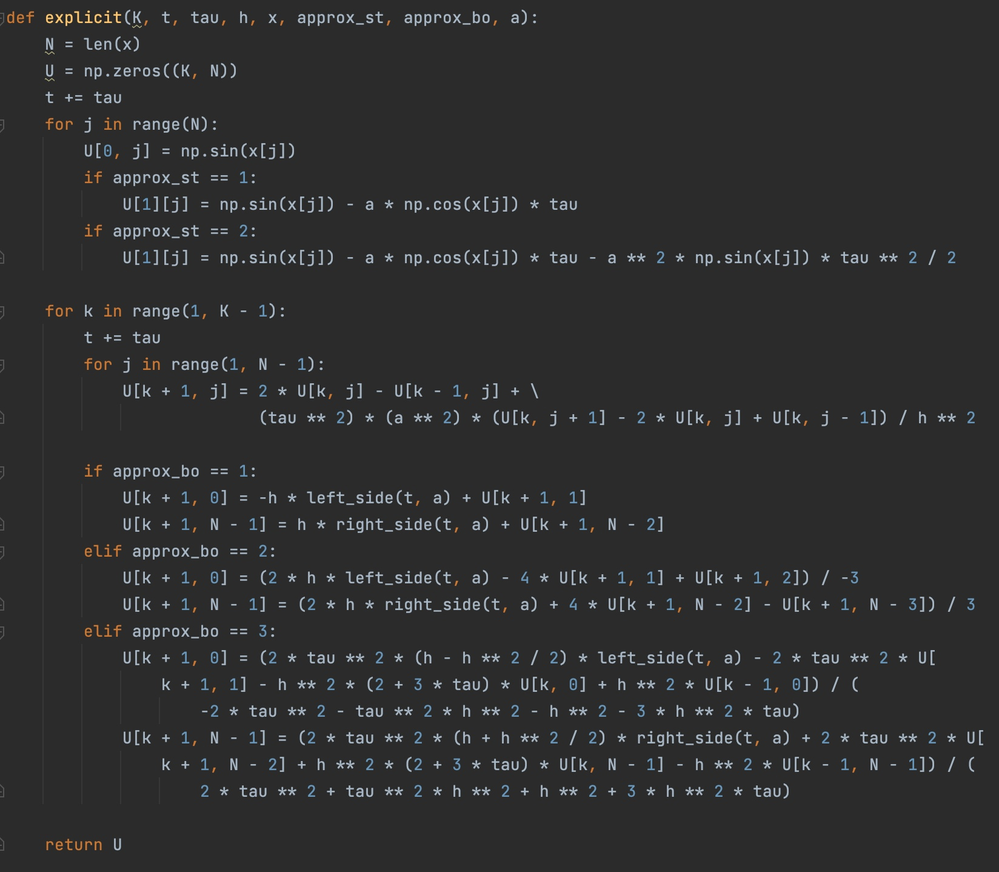 def explicit(K, t, tau, h, x, approx_st, approx_bo, a):
    N = len(x)
    U = np.zeros((K, N))
    t += tau
    for j in range(N):
        U[0, j] = np.sin(x[j])
        if approx_st == 1:
            U[1][j] = np.sin(x[j]) - a * np.cos(x[j]) * tau
        if approx_st == 2:
            U[1][j] = np.sin(x[j]) - a * np.cos(x[j]) * tau - a ** 2 * np.sin(x[j]) * tau ** 2 / 2

    for k in range(1, K - 1):
        t += tau
        for j in range(1, N - 1):
            U[k + 1, j] = 2 * U[k, j] - U[k - 1, j] + \
                          (tau ** 2) * (a ** 2) * (U[k, j + 1] - 2 * U[k, j] + U[k, j - 1]) / h ** 2

        if approx_bo == 1:
            U[k + 1, 0] = -h * left_side(t, a) + U[k + 1, 1]
            U[k + 1, N - 1] = h * right_side(t, a) + U[k + 1, N - 2]
        elif approx_bo == 2:
            U[k + 1, 0] = (2 * h * left_side(t, a) - 4 * U[k + 1, 1] + U[k + 1, 2]) / -3
            U[k + 1, N - 1] = (2 * h * right_side(t, a) + 4 * U[k + 1, N - 2] - U[k + 1, N - 3]) / 3
        elif approx_bo == 3:
            U[k + 1, 0] = (2 * tau ** 2 * (h - h ** 2 / 2) * left_side(t, a) - 2 * tau ** 2 * U[
                k + 1, 1] - h ** 2 * (2 + 3 * tau) * U[k, 0] + h ** 2 * U[k - 1, 0]) / (
                    -2 * tau ** 2 - tau ** 2 * h ** 2 - h ** 2 - 3 * h ** 2 * tau)
            U[k + 1, N - 1] = (2 * tau ** 2 * (h + h ** 2 / 2) * right_side(t, a) + 2 * tau ** 2 * U[
                k + 1, N - 2] + h ** 2 * (2 + 3 * tau) * U[k, N - 1] - h ** 2 * U[k - 1, N - 1]) / (
                    2 * tau ** 2 + tau ** 2 * h ** 2 + h ** 2 + 3 * h ** 2 * tau)

    return U